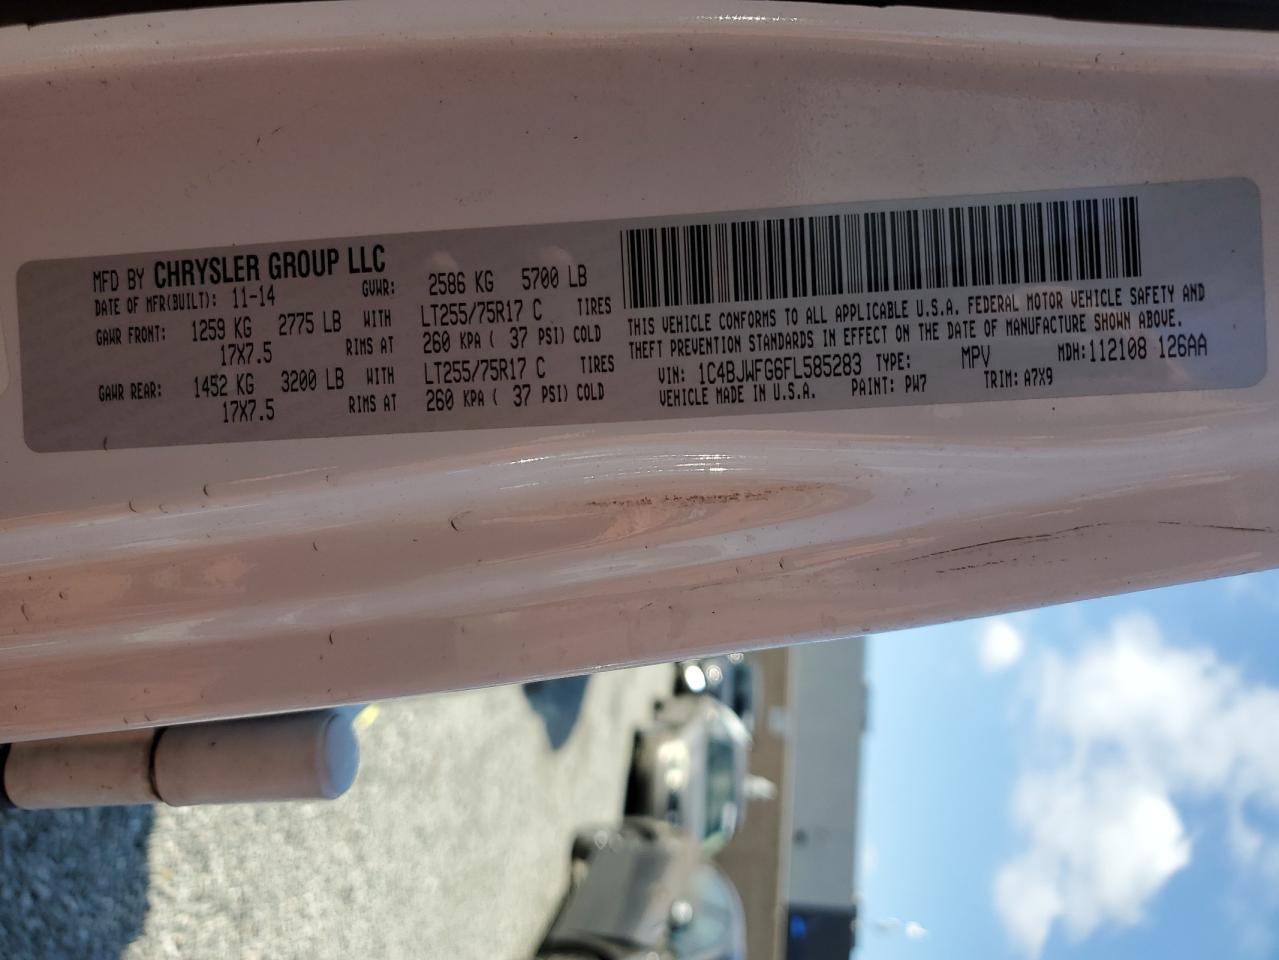 MFD BY CHRYSLER GROUP LLC
DATE OF MFR(BUILT): 11-14 GVWR: 2586 KG 5700 LB
GAWR FRONT: 1259 KG 2775 LB WITH LT255/75R17 C TIRES
17X7.5 RIMS AT 260 KPA ( 37 PSI) COLD
GAWR REAR: 1452 KG 3200 LB WITH LT255/75R17 C TIRES
17X7.5 RIMS AT 260 KPA ( 37 PSI) COLD
THIS VEHICLE CONFORMS TO ALL APPLICABLE U.S.A. FEDERAL MOTOR VEHICLE SAFETY AND
THEFT PREVENTION STANDARDS IN EFFECT ON THE DATE OF MANUFACTURE SHOWN ABOVE.
VIN: 1C4BJWFG6FL585283 TYPE: MPV MDH:112108 126AA
VEHICLE MADE IN U.S.A. PAINT: PW7 TRIM: A7X9